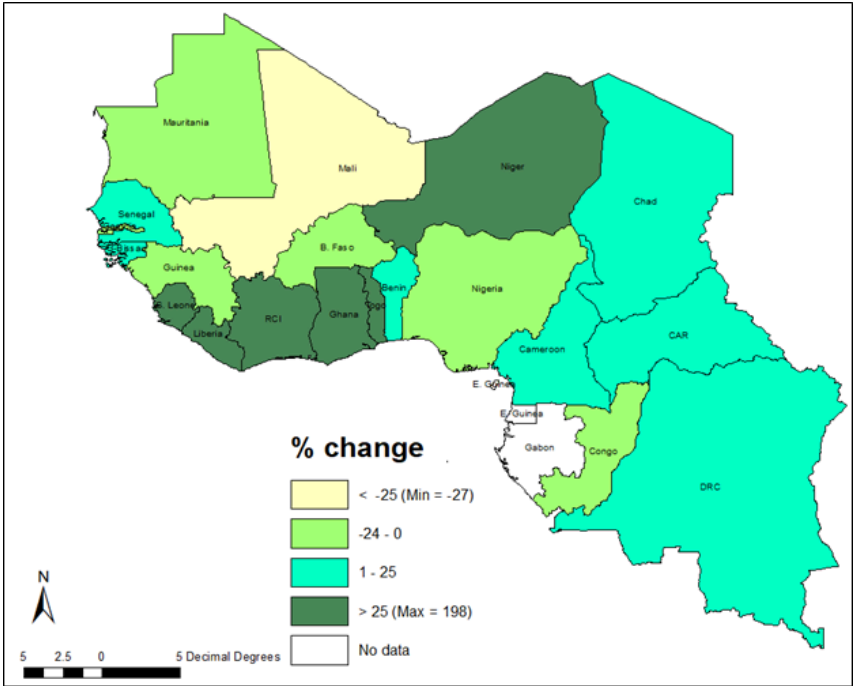 Mauritania
Mali
Niger
Chad
Senegal
B. Faso
Guinea
Benin
Nigeria
S. Leone
RCI
Ghana
Togo
Liberia
Cameroon
CAR
E. Guinea
E. Guinea
Gabon
Congo
DRC
% change
< -25 (Min = -27)
-24 - 0
1 - 25
> 25 (Max = 198)
No data
N
5 2.5 0 5 Decimal Degrees